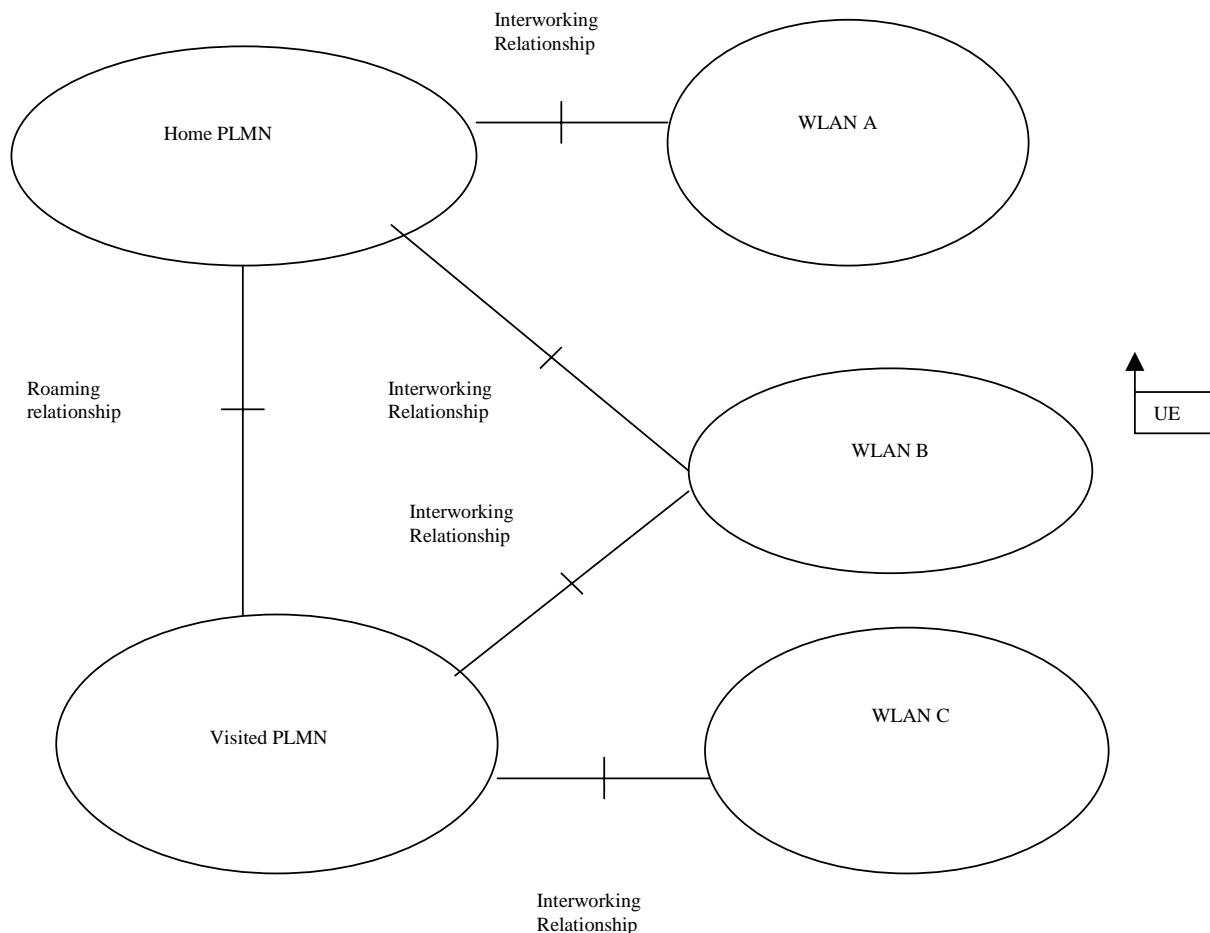 Interworking
Relationship
Home PLMN
WLAN A
Roaming
relationship
Interworking
Relationship
UE
WLAN B
Interworking
Relationship
WLAN C
Visited PLMN
Interworking
Relationship